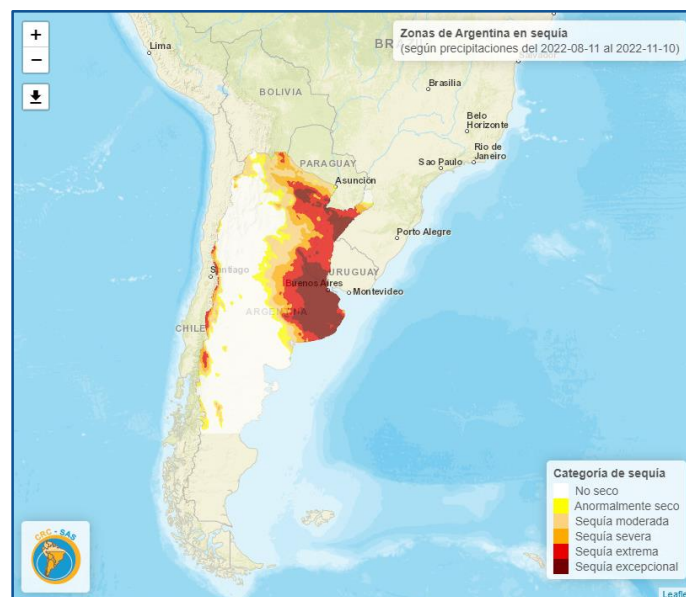 +
−
Zonas de Argentina en sequía
(según precipitaciones del 2022-08-11 al 2022-11-10)
Lima
BR
Brasilia
BOLIVIA
Belo
Horizonte
PARAGUAY
Rio de
Janeiro
Sao Paulo
Asunción
Porto Alegre
Santiago
URUGUAY
Buenos Aires
Montevideo
ARGENTINA
CHILE
Categoría de sequía
No seco
Anormalmente seco
Sequía moderada
Sequía severa
Sequía extrema
Sequía excepcional
CRC - SAS
Leafle